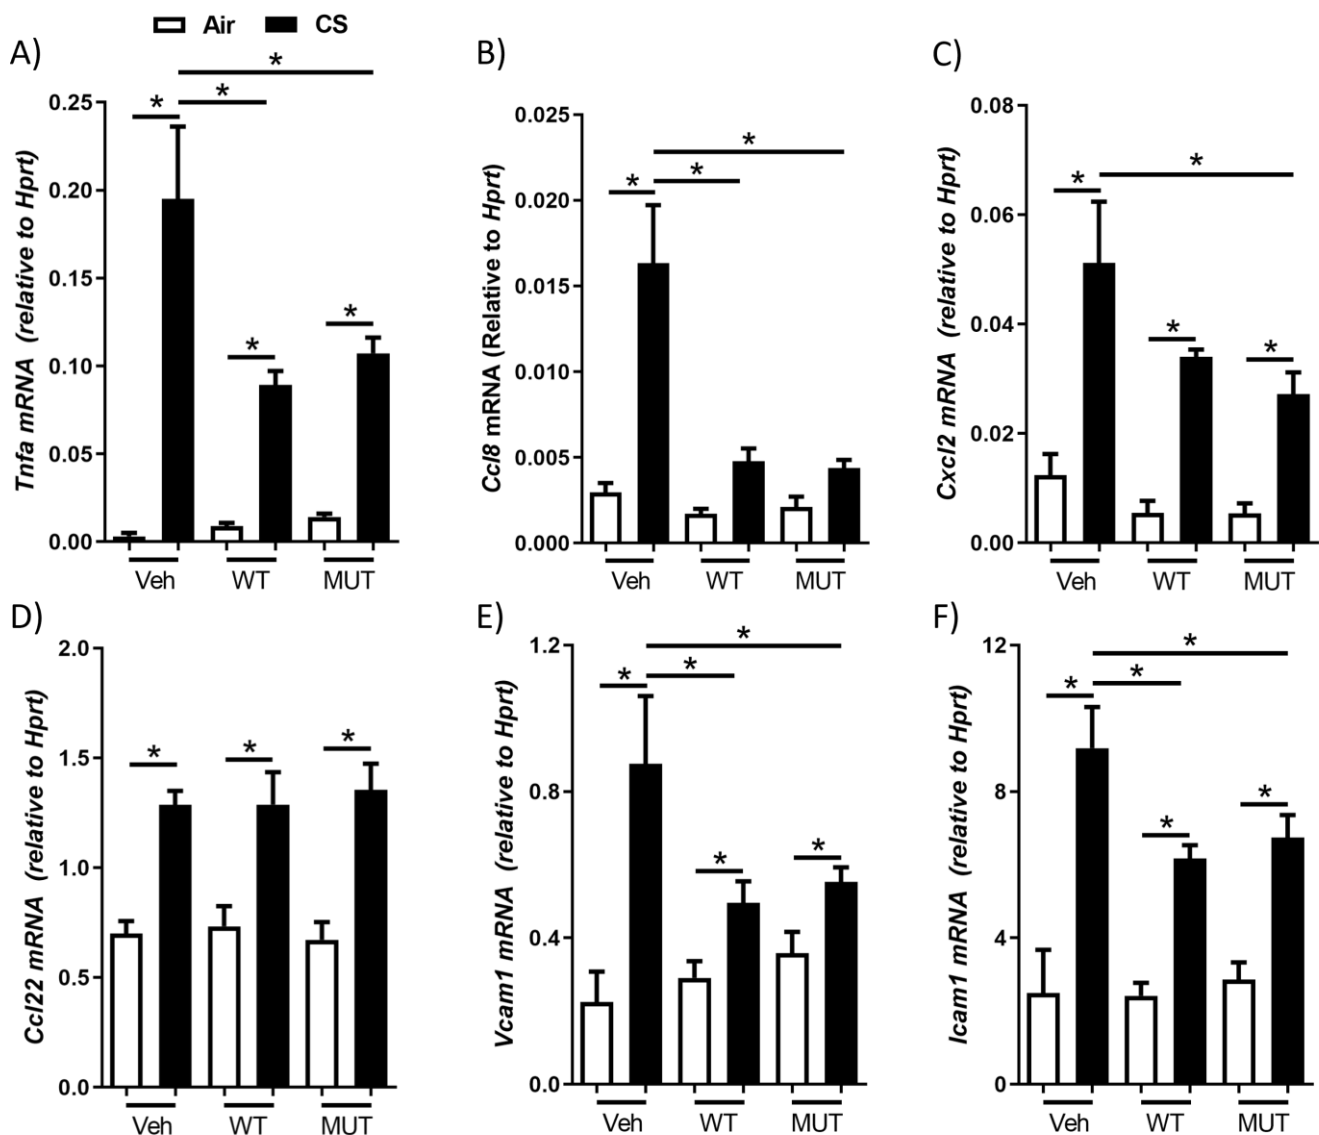 Air CS
A)
*
*
*
*
*
Tnfa mRNA (relative to Hprt)
0.25
0.20
0.15
0.10
0.05
0.00
Veh WT MUT
B)
*
*
*
Ccl8 mRNA (Relative to Hprt)
0.025
0.020
0.015
0.010
0.005
0.000
Veh WT MUT
C)
*
*
*
*
Cxcl2 mRNA (relative to Hprt)
0.08
0.06
0.04
0.02
0.00
Veh WT MUT
D)
*
*
*
Ccl22 mRNA (relative to Hprt)
2.0
1.5
1.0
0.5
0.0
Veh WT MUT
E)
*
*
*
*
*
Vcam1 mRNA (relative to Hprt)
1.2
0.8
0.4
0.0
Veh WT MUT
F)
*
*
*
*
*
Icam1 mRNA (relative to Hprt)
12
8
4
0
Veh WT MUT